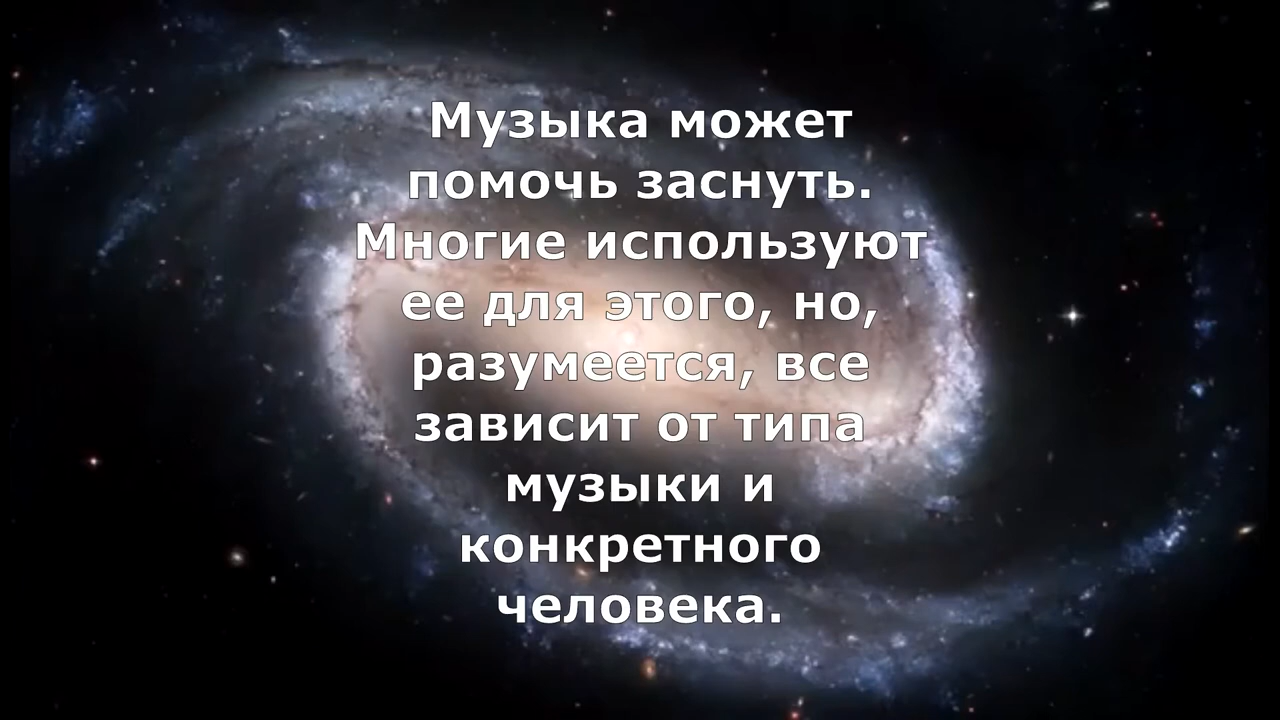 Музыка может
помочь заснуть.
Многие используют
ее для этого, но,
разумеется, все
зависит от типа
музыки и
конкретного
человека.